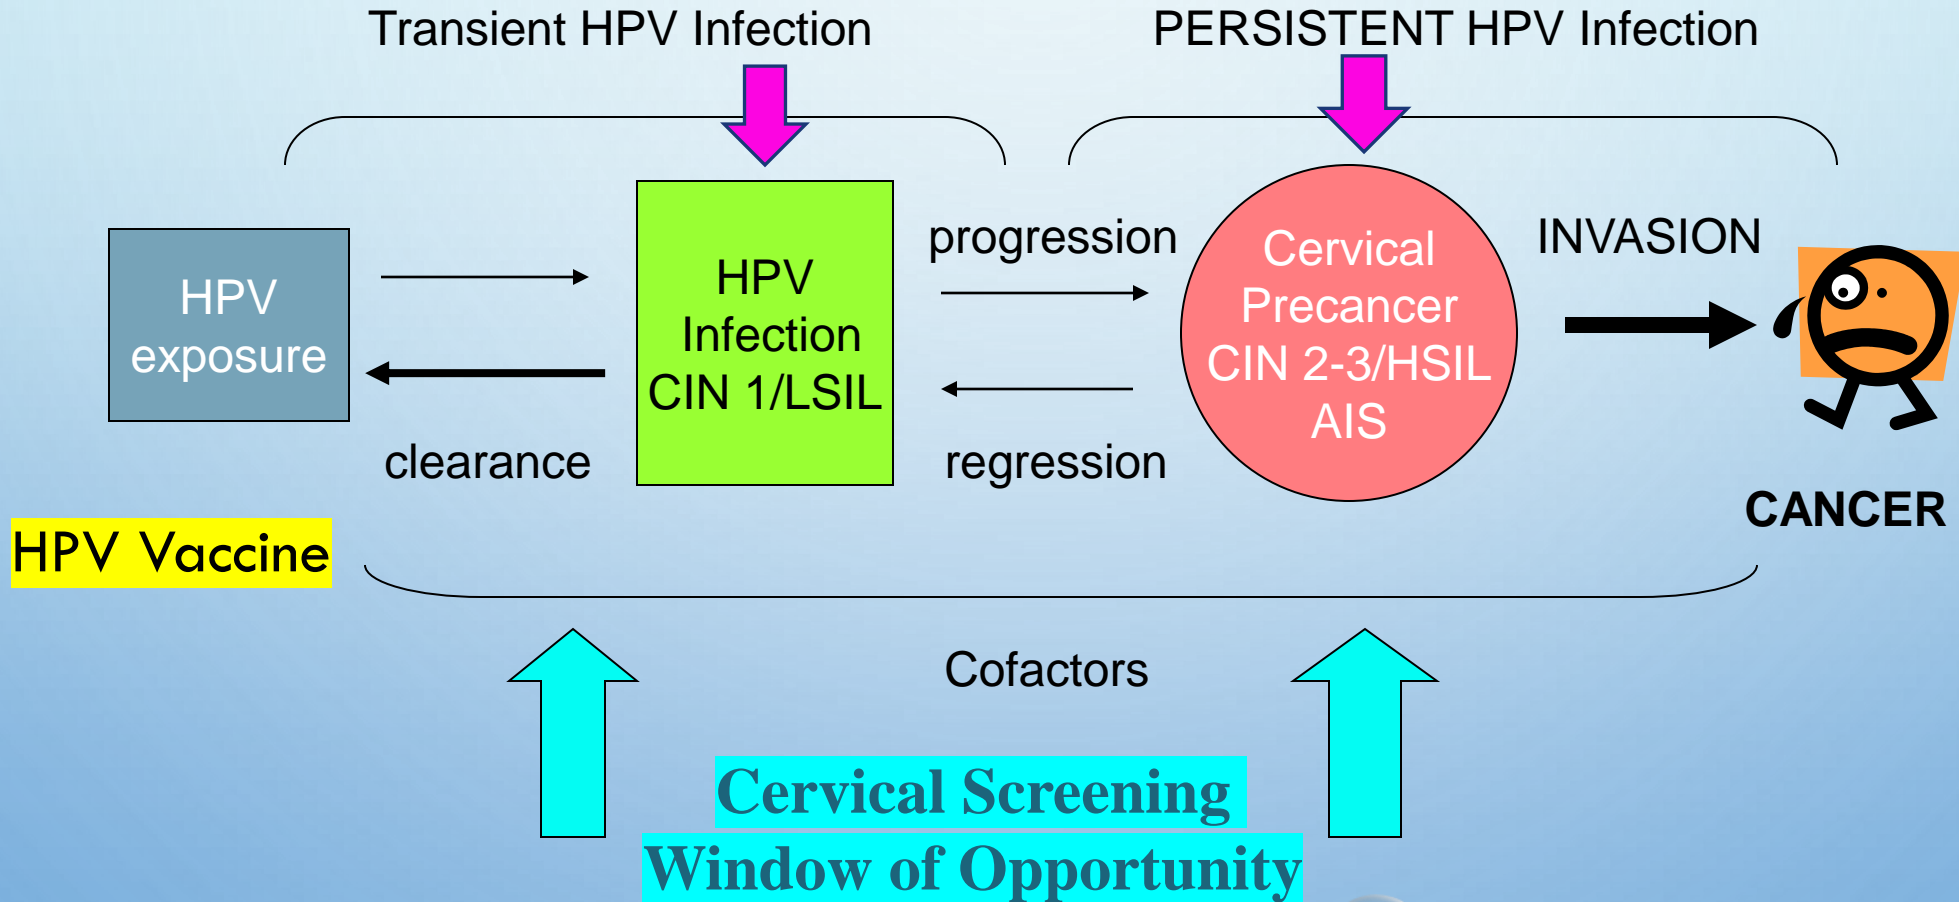 Transient HPV Infection
PERSISTENT HPV Infection
HPV
exposure
clearance
HPV
Infection
CIN 1/LSIL
progression
regression
Cervical
Precancer
CIN 2-3/HSIL
AIS
INVASION
CANCER
HPV Vaccine
Cofactors
Cervical Screening
Window of Opportunity